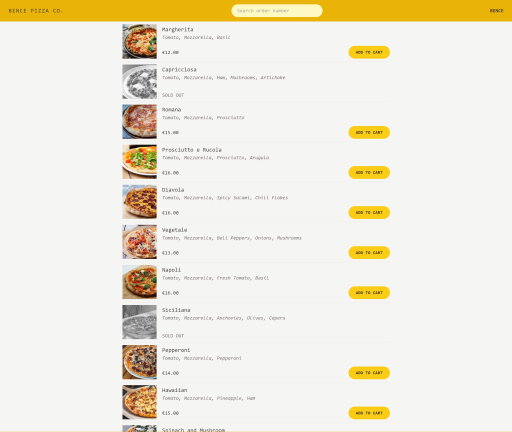 BENCE PIZZA CO.
Search order number
BENCE
Margherita
Tomato, Mozzarella, Basil
€12.00
ADD TO CART
Capricciosa
Tomato, Mozzarella, Ham, Mushrooms, Artichoke
SOLD OUT
Romana
Tomato, Mozzarella, Prosciutto
€15.00
ADD TO CART
Prosciutto e Rucola
Tomato, Mozzarella, Prosciutto, Arugula
€16.00
ADD TO CART
Diavola
Tomato, Mozzarella, Spicy Salami, Chili Flakes
€16.00
ADD TO CART
Vegetale
Tomato, Mozzarella, Bell Peppers, Onions, Mushrooms
€13.00
ADD TO CART
Napoli
Tomato, Mozzarella, Fresh Tomato, Basil
€16.00
ADD TO CART
Siciliana
Tomato, Mozzarella, Anchovies, Olives, Capers
SOLD OUT
Pepperoni
Tomato, Mozzarella, Pepperoni
€14.00
ADD TO CART
Hawaiian
Tomato, Mozzarella, Pineapple, Ham
€15.00
ADD TO CART
Spinach and Mushroom